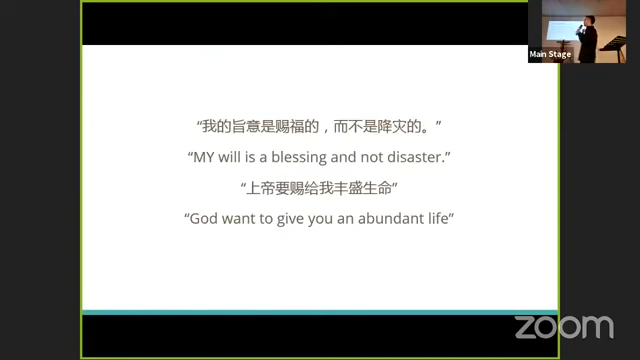 Main Stage
“我的旨意是赐福的，而不是降灾的。”
“MY will is a blessing and not disaster.”
“上帝要赐给我丰盛生命”
“God want to give you an abundant life”
zoom